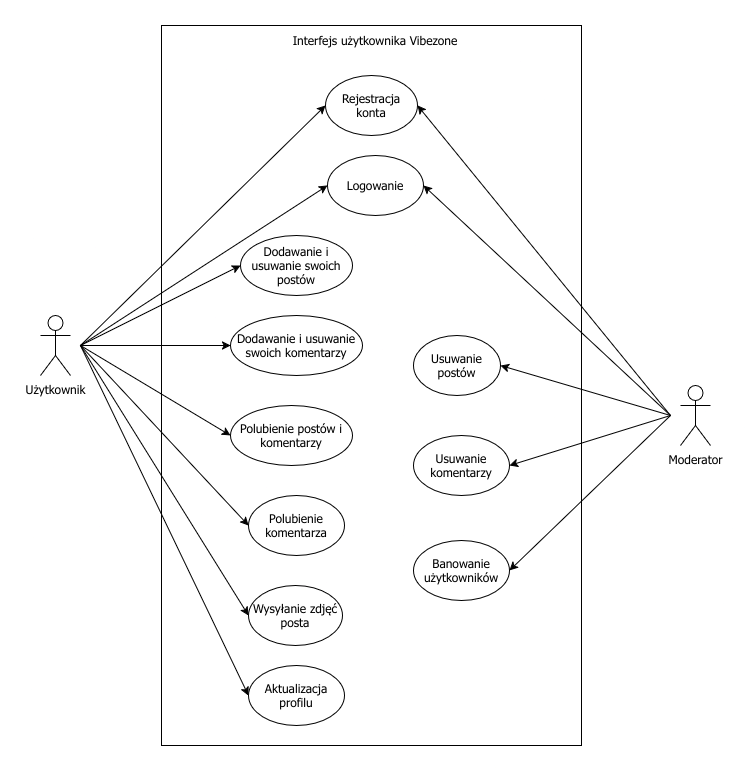 Interfejs użytkownika Vibezone
Rejestracja
konta
Logowanie
Dodawanie i
usuwanie swoich
postów
Dodawanie i usuwanie
swoich komentarzy
Usuwanie
postów
Użytkownik
Polubienie postów i
komentarzy
Usuwanie
komentarzy
Moderator
Polubienie
komentarza
Banowanie
użytkowników
Wysyłanie zdjęć
posta
Aktualizacja
profilu